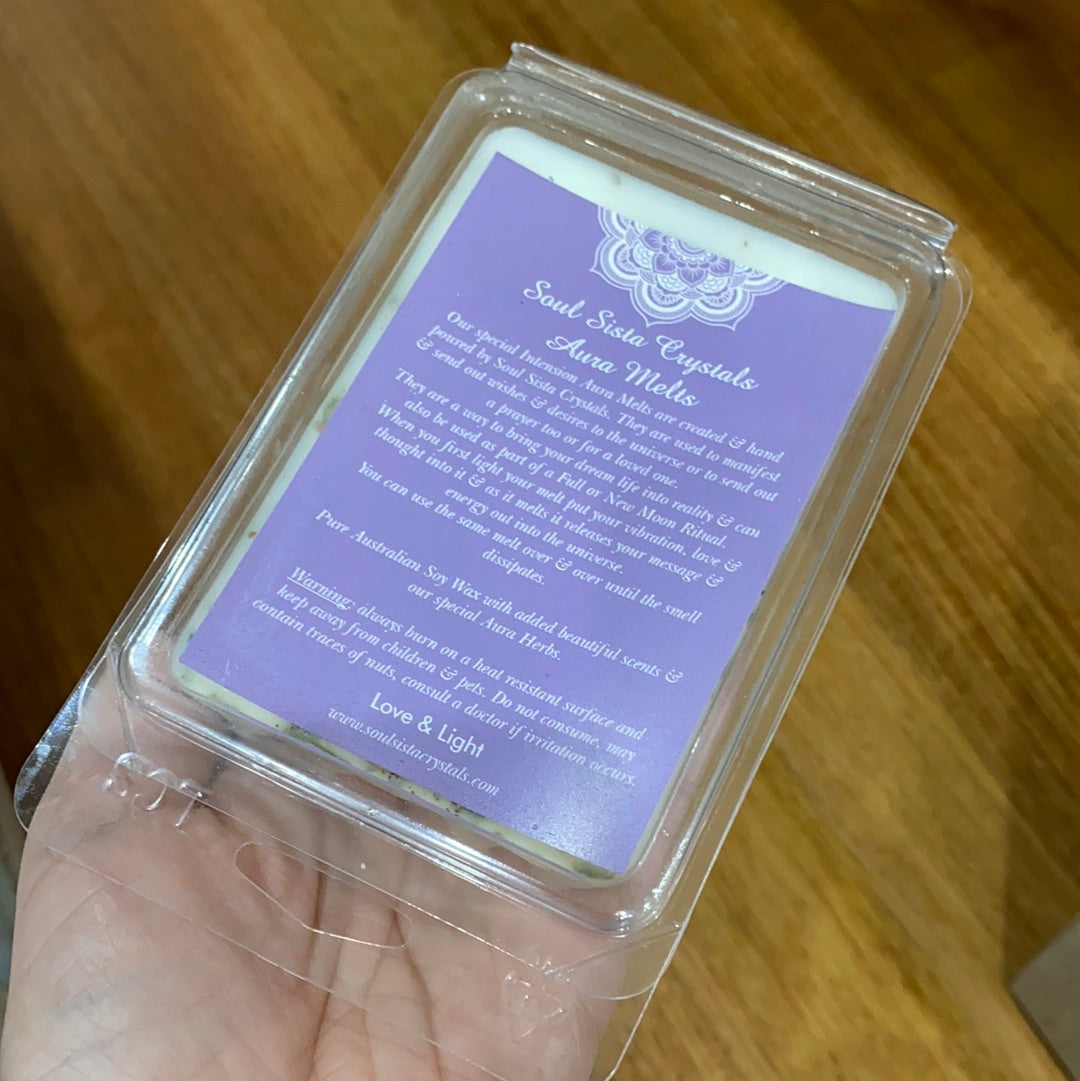 Soul Sista Crystals
Aura Melts
Our special Intension Aura Melts are created & hand
poured by Soul Sista Crystals. They are used to manifest
& send out wishes & desires to the universe or to send out
a prayer too or for a loved one.
They are a way to bring your dream life into reality & can
also be used as part of a Full or New Moon Ritual.
When you first light your melt put your vibration, love &
thought into it & as it melts it releases your message &
energy out into the universe.
You can use the same melt over & over until the smell
dissipates.
Pure Australian Soy Wax with added beautiful scents &
our special Aura Herbs.
Warning: always burn on a heat resistant surface and
keep away from children & pets. Do not consume, may
contain traces of nuts, consult a doctor if irritation occurs.
Love & Light
www.soulsistacrystals.com